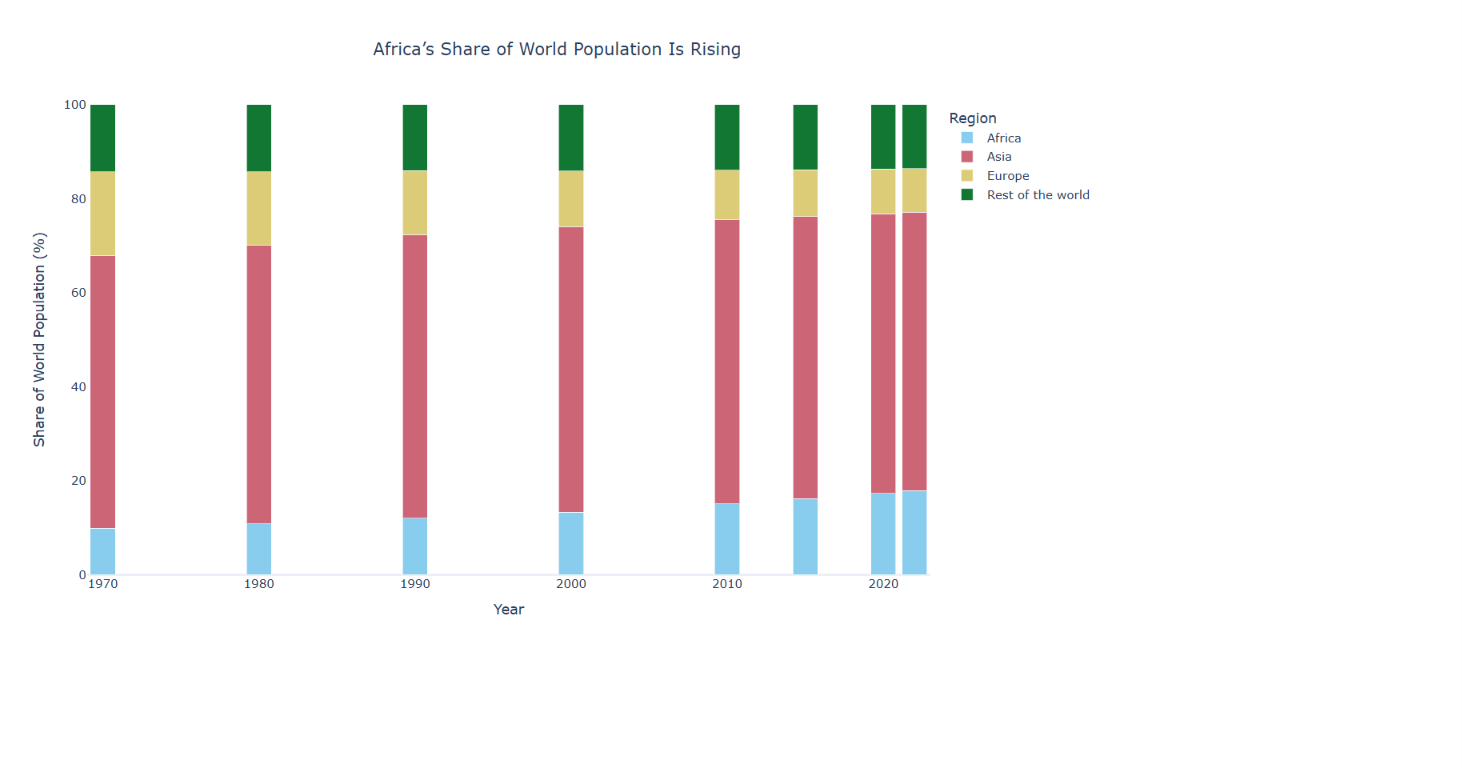 Africa’s Share of World Population Is Rising
Share of World Population (%)
100
80
60
40
20
0
1970 1980 1990 2000 2010 2020
Year
Region
Africa
Asia
Europe
Rest of the world